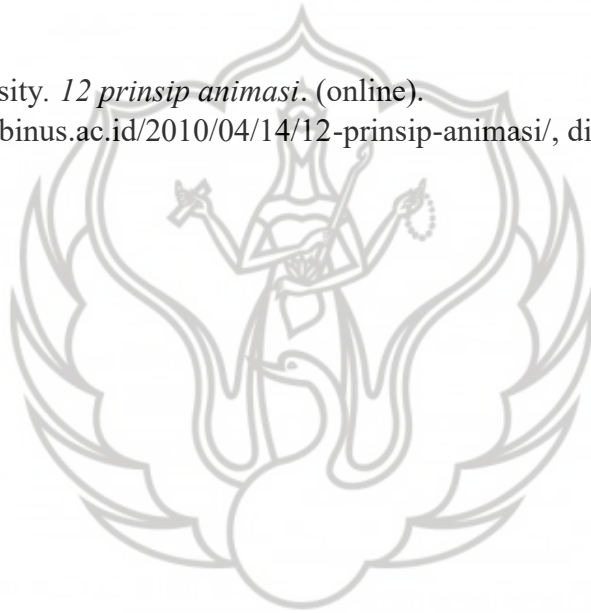 sity. 12 prinsip animasi. (online).
binus.ac.id/2010/04/14/12-prinsip-animasi/, di